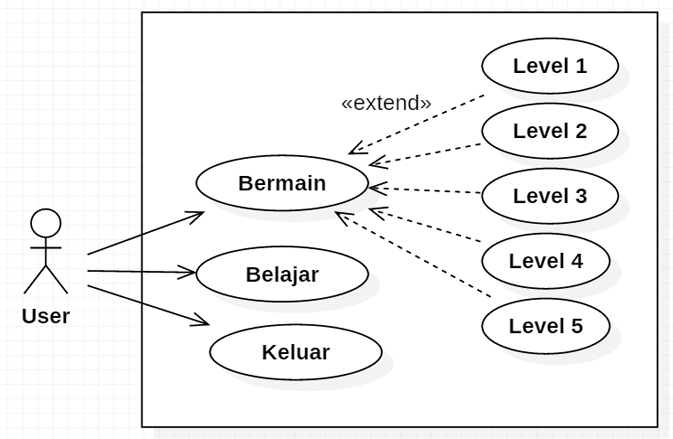 Level 1
«extend»
Level 2
Bermain
Level 3
Level 4
Belajar
User
Level 5
Keluar